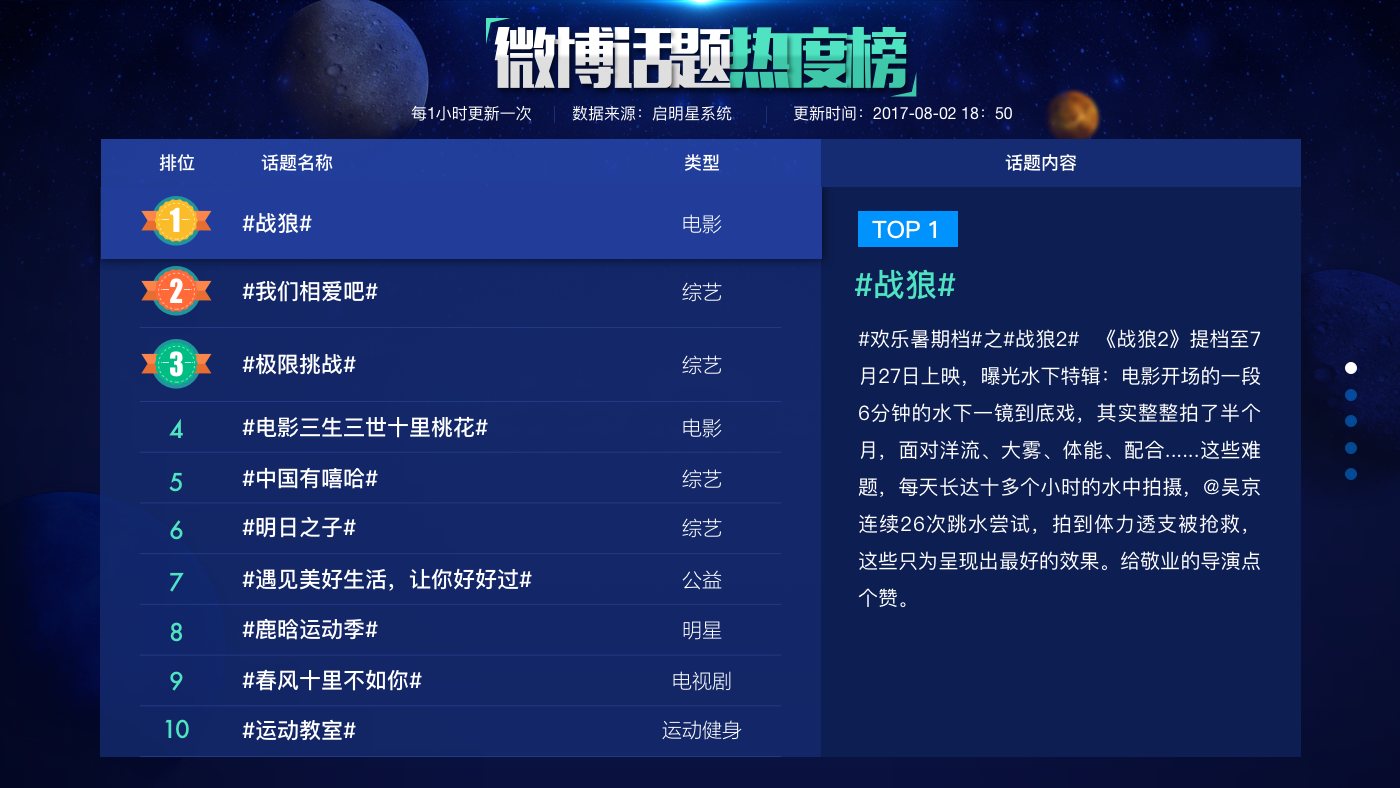 微博话题热度榜
每1小时更新一次 数据来源：启明星系统 更新时间：2017-08-02 18：50
排位 话题名称 类型
1 #战狼# 电影
2 #我们相爱吧# 综艺
3 #极限挑战# 综艺
4 #电影三生三世十里桃花# 电影
5 #中国有嘻哈# 综艺
6 #明日之子# 综艺
7 #遇见美好生活，让你好好过# 公益
8 #鹿晗运动季# 明星
9 #春风十里不如你# 电视剧
10 #运动教室# 运动健身
话题内容
TOP 1
#战狼#
#欢乐暑期档#之#战狼2# 《战狼2》提档至7
月27日上映，曝光水下特辑：电影开场的一段
6分钟的水下一镜到底戏，其实整整拍了半个
月，面对洋流、大雾、体能、配合......这些难
题，每天长达十多个小时的水中拍摄，@吴京
连续26次跳水尝试，拍到体力透支被抢救，
这些只为呈现出最好的效果。给敬业的导演点
个赞。